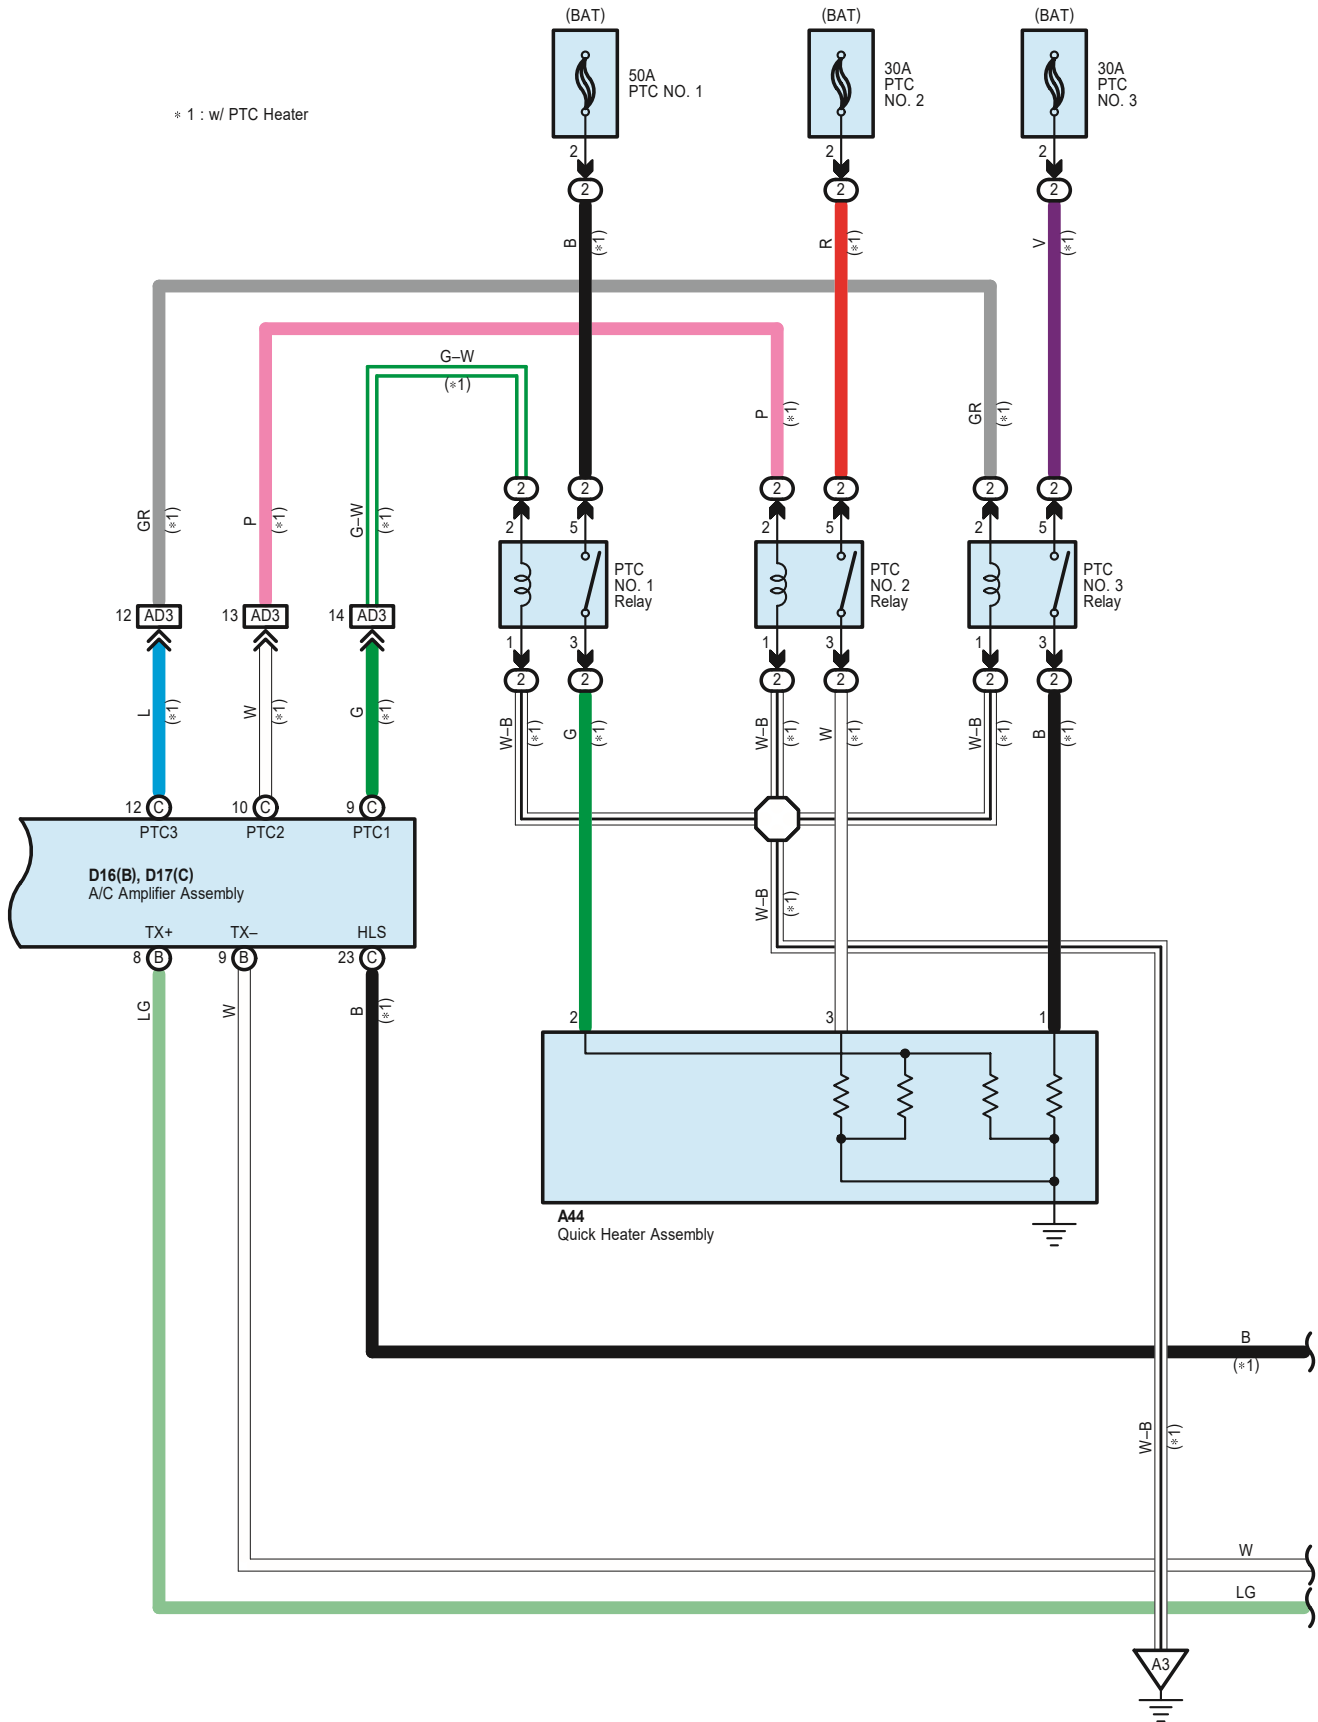 (BAT)
(BAT)
(BAT)
50A
PTC NO. 1
30A
PTC
NO. 2
30A
PTC
NO. 3
∗ 1 : w/ PTC Heater
2
2
2
2
2
2
B
(∗1)
R
(∗1)
V
(∗1)
G–W
(∗1)
P
(∗1)
GR
(∗1)
GR
(∗1)
P
(∗1)
G–W
(∗1)
2
2
2
2
2
2
2
5
2
5
2
5
PTC
NO. 1
Relay
PTC
NO. 2
Relay
PTC
NO. 3
Relay
12 AD3
13 AD3
14 AD3
1
3
1
3
1
3
2
2
2
2
2
2
L
(∗1)
W
(∗1)
G
(∗1)
W–B
(∗1)
G
(∗1)
W–B
(∗1)
W
(∗1)
W–B
(∗1)
B
(∗1)
12 C
10 C
9 C
PTC3
PTC2
PTC1
D16(B), D17(C)
A/C Amplifier Assembly
W–B
(∗1)
TX+
TX–
HLS
8 B
9 B
23 C
LG
W
B
(∗1)
2
3
1
A44
Quick Heater Assembly
B
(∗1)
W–B
(∗1)
W
LG
A3